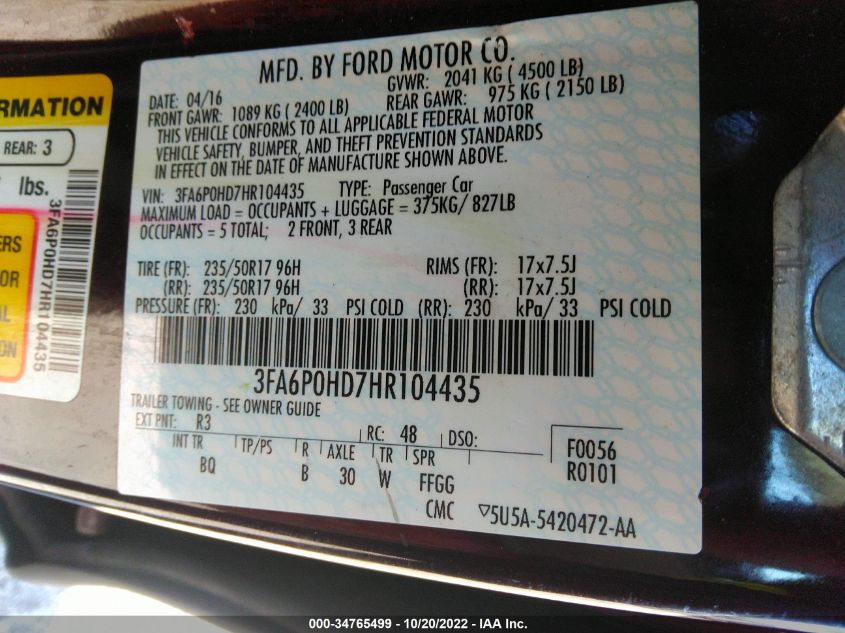 MFD. BY FORD MOTOR CO.
DATE: 04/16 GVWR: 2041 KG ( 4500 LB)
FRONT GAWR: 1089 KG ( 2400 LB) REAR GAWR: 975 KG ( 2150 LB)
THIS VEHICLE CONFORMS TO ALL APPLICABLE FEDERAL MOTOR
VEHICLE SAFETY, BUMPER, AND THEFT PREVENTION STANDARDS
IN EFFECT ON THE DATE OF MANUFACTURE SHOWN ABOVE.
VIN: 3FA6P0HD7HR104435 TYPE: Passenger Car
MAXIMUM LOAD = OCCUPANTS + LUGGAGE = 375KG/ 827LB
OCCUPANTS = 5 TOTAL; 2 FRONT, 3 REAR
TIRE (FR): 235/50R17 96H RIMS (FR): 17x7.5J
(RR): 235/50R17 96H (RR): 17x7.5J
PRESSURE (FR): 230 kPa/ 33 PSI COLD (RR): 230 kPa/ 33 PSI COLD
3FA6P0HD7HR104435
TRAILER TOWING - SEE OWNER GUIDE
EXT PNT: R3 RC: 48 DSO:
INT TR TP/PS R AXLE TR SPR
BQ B 30 W FFGG
CMC
F0056
R0101
▽5U5A-5420472-AA
REAR: 3
lbs.
3FA6P0HD7HR104435
000-34765499 | 10/20/2022 - IAA Inc.